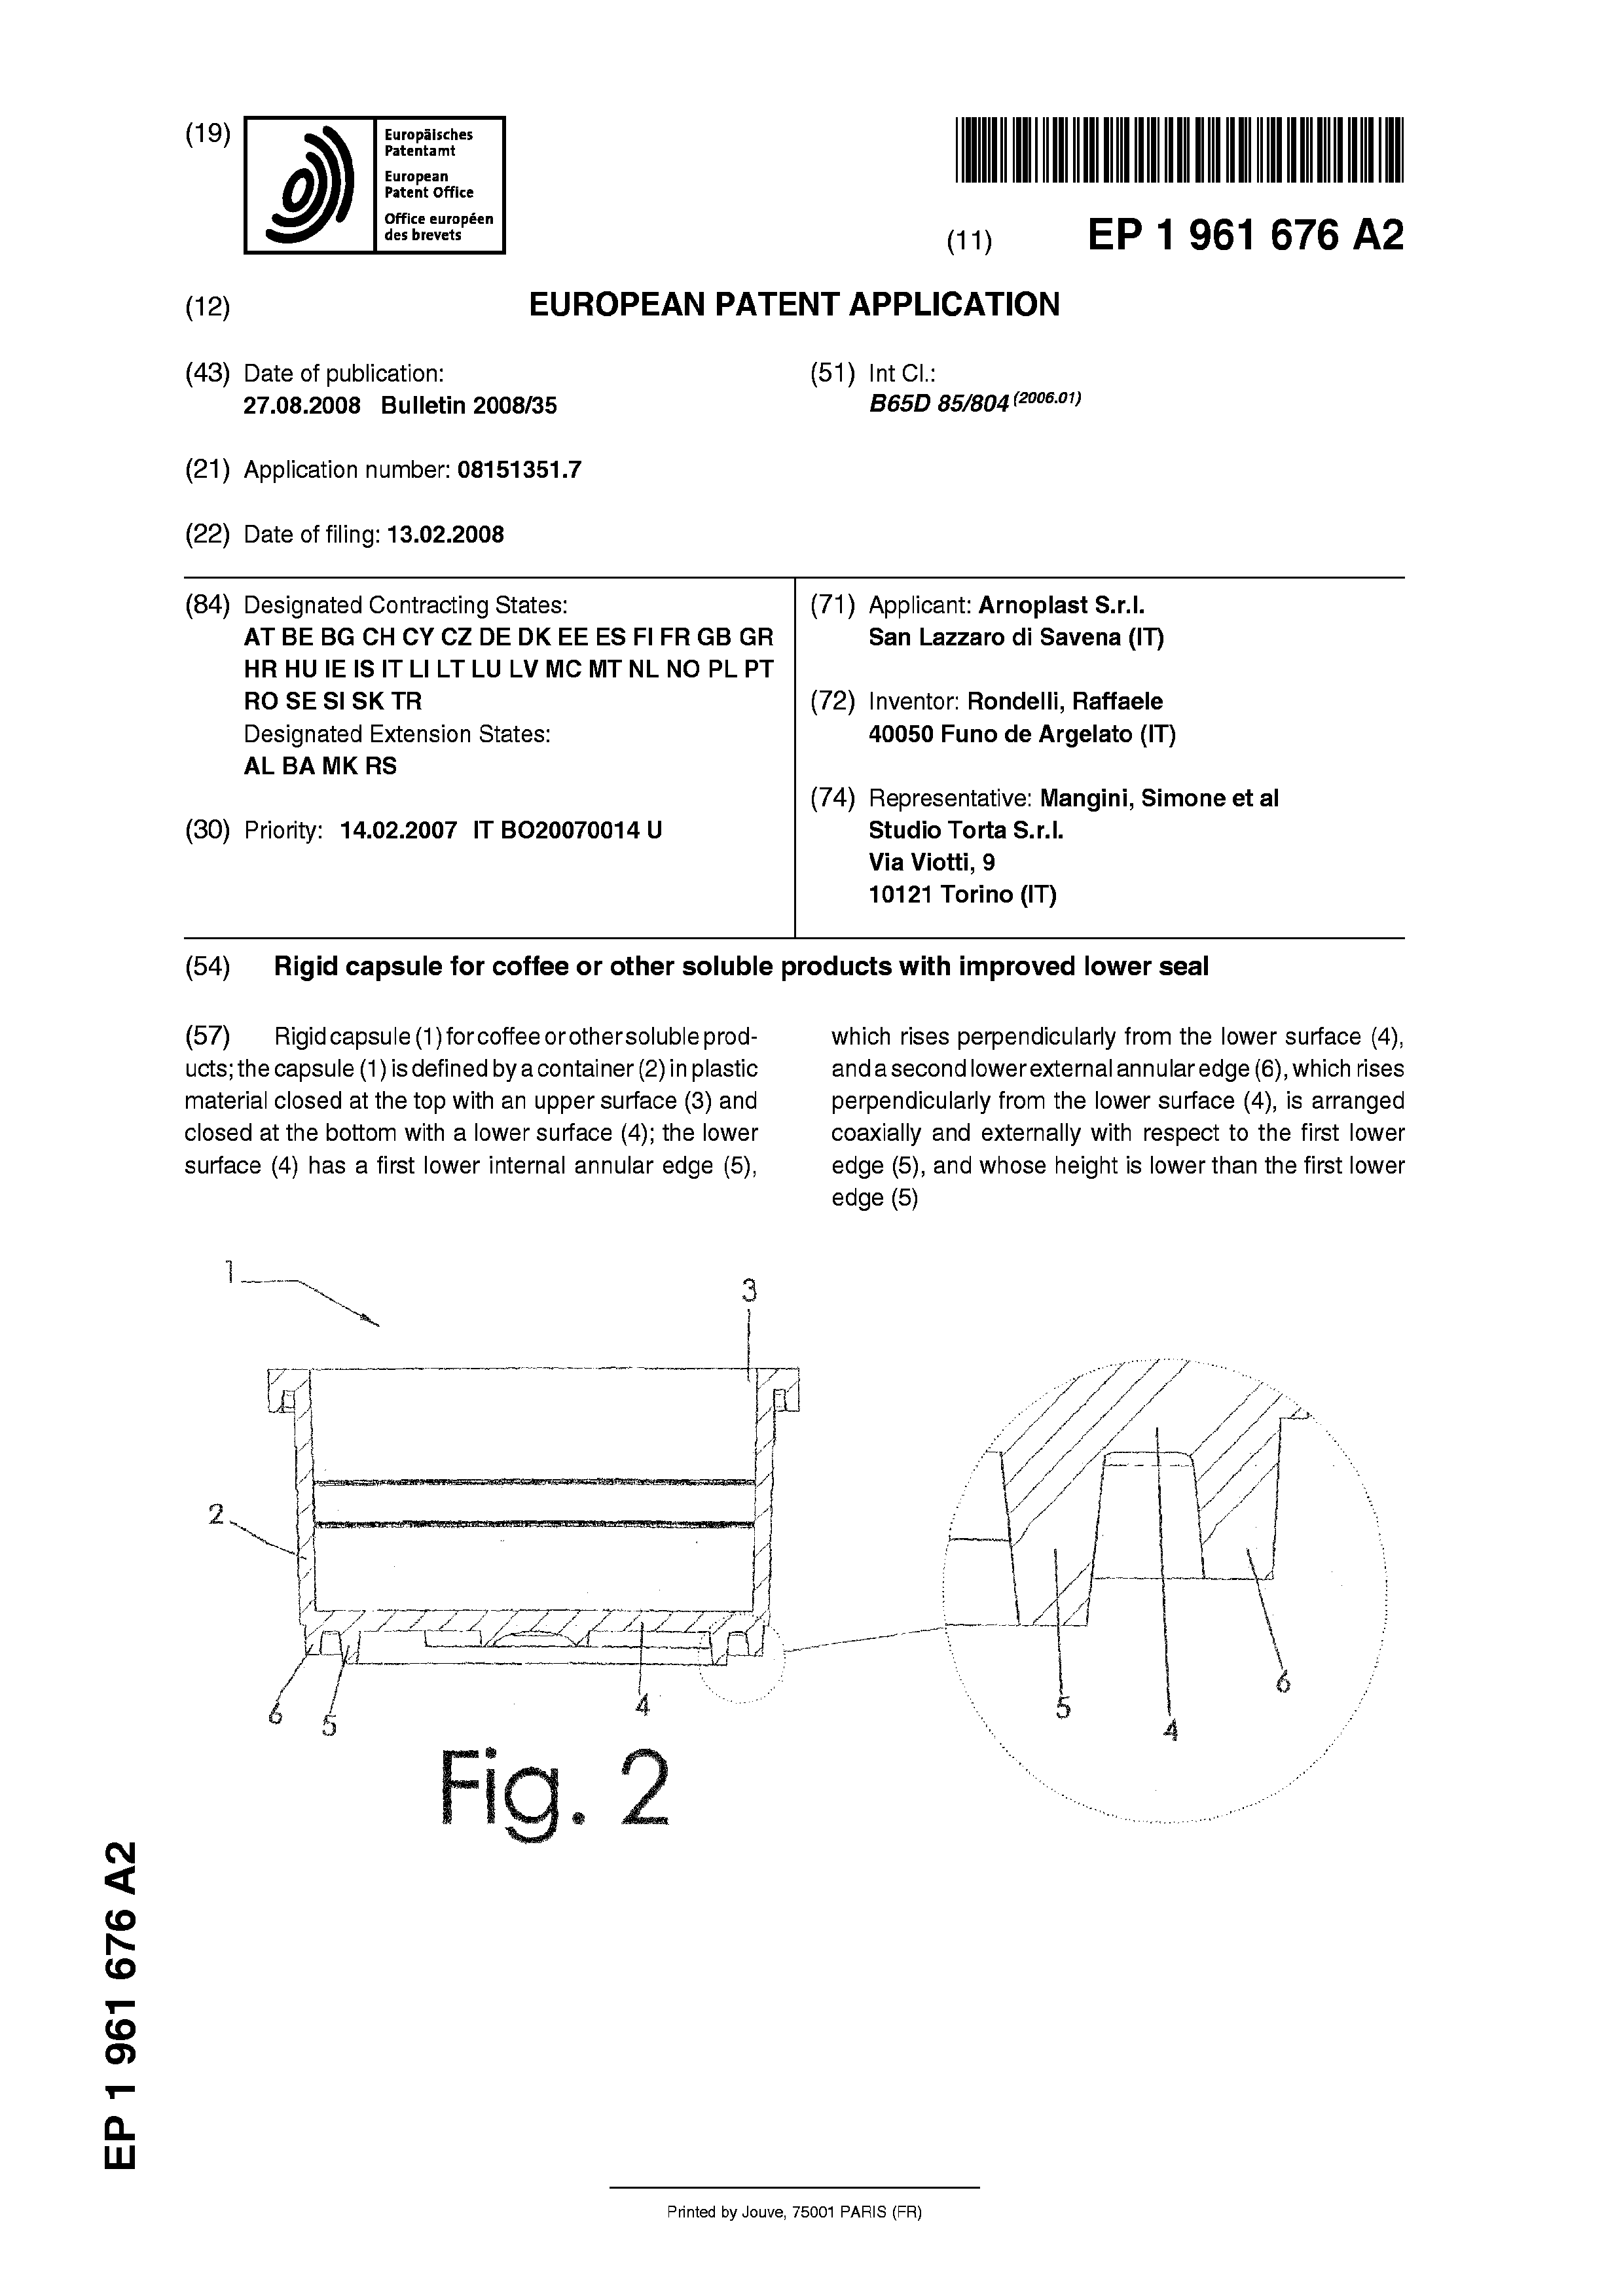 (19)
Europäisches
Patentamt
European
Patent Office
Office européen
des brevets
(11) EP 1 961 676 A2
(12) EUROPEAN PATENT APPLICATION
(43) Date of publication:
27.08.2008 Bulletin 2008/35
(51) Int Cl.:
B65D 85/804 (2006.01)
(21) Application number: 08151351.7
(22) Date of filing: 13.02.2008
(84) Designated Contracting States:
AT BE BG CH CY CZ DE DK EE ES FI FR GB GR
HR HU IE IS IT LI LT LU LV MC MT NL NO PL PT
RO SE SI SK TR
Designated Extension States:
AL BA MK RS
(30) Priority: 14.02.2007 IT BO20070014 U
(71) Applicant: Arnoplast S.r.l.
San Lazzaro di Savena (IT)
(72) Inventor: Rondelli, Raffaele
40050 Funo de Argelato (IT)
(74) Representative: Mangini, Simone et al
Studio Torta S.r.l.
Via Viotti, 9
10121 Torino (IT)
(54) Rigid capsule for coffee or other soluble products with improved lower seal
(57) Rigid capsule (1) for coffee or other soluble prod-
ucts; the capsule (1) is defined by a container (2) in plastic
material closed at the top with an upper surface (3) and
closed at the bottom with a lower surface (4); the lower
surface (4) has a first lower internal annular edge (5),
which rises perpendicularly from the lower surface (4),
and a second lower external annular edge (6), which rises
perpendicularly from the lower surface (4), is arranged
coaxially and externally with respect to the first lower
edge (5), and whose height is lower than the first lower
edge (5)
1
3
2
6
5
4
5
4
6
Fig. 2
EP 1 961 676 A2
Printed by Jouve, 75001 PARIS (FR)